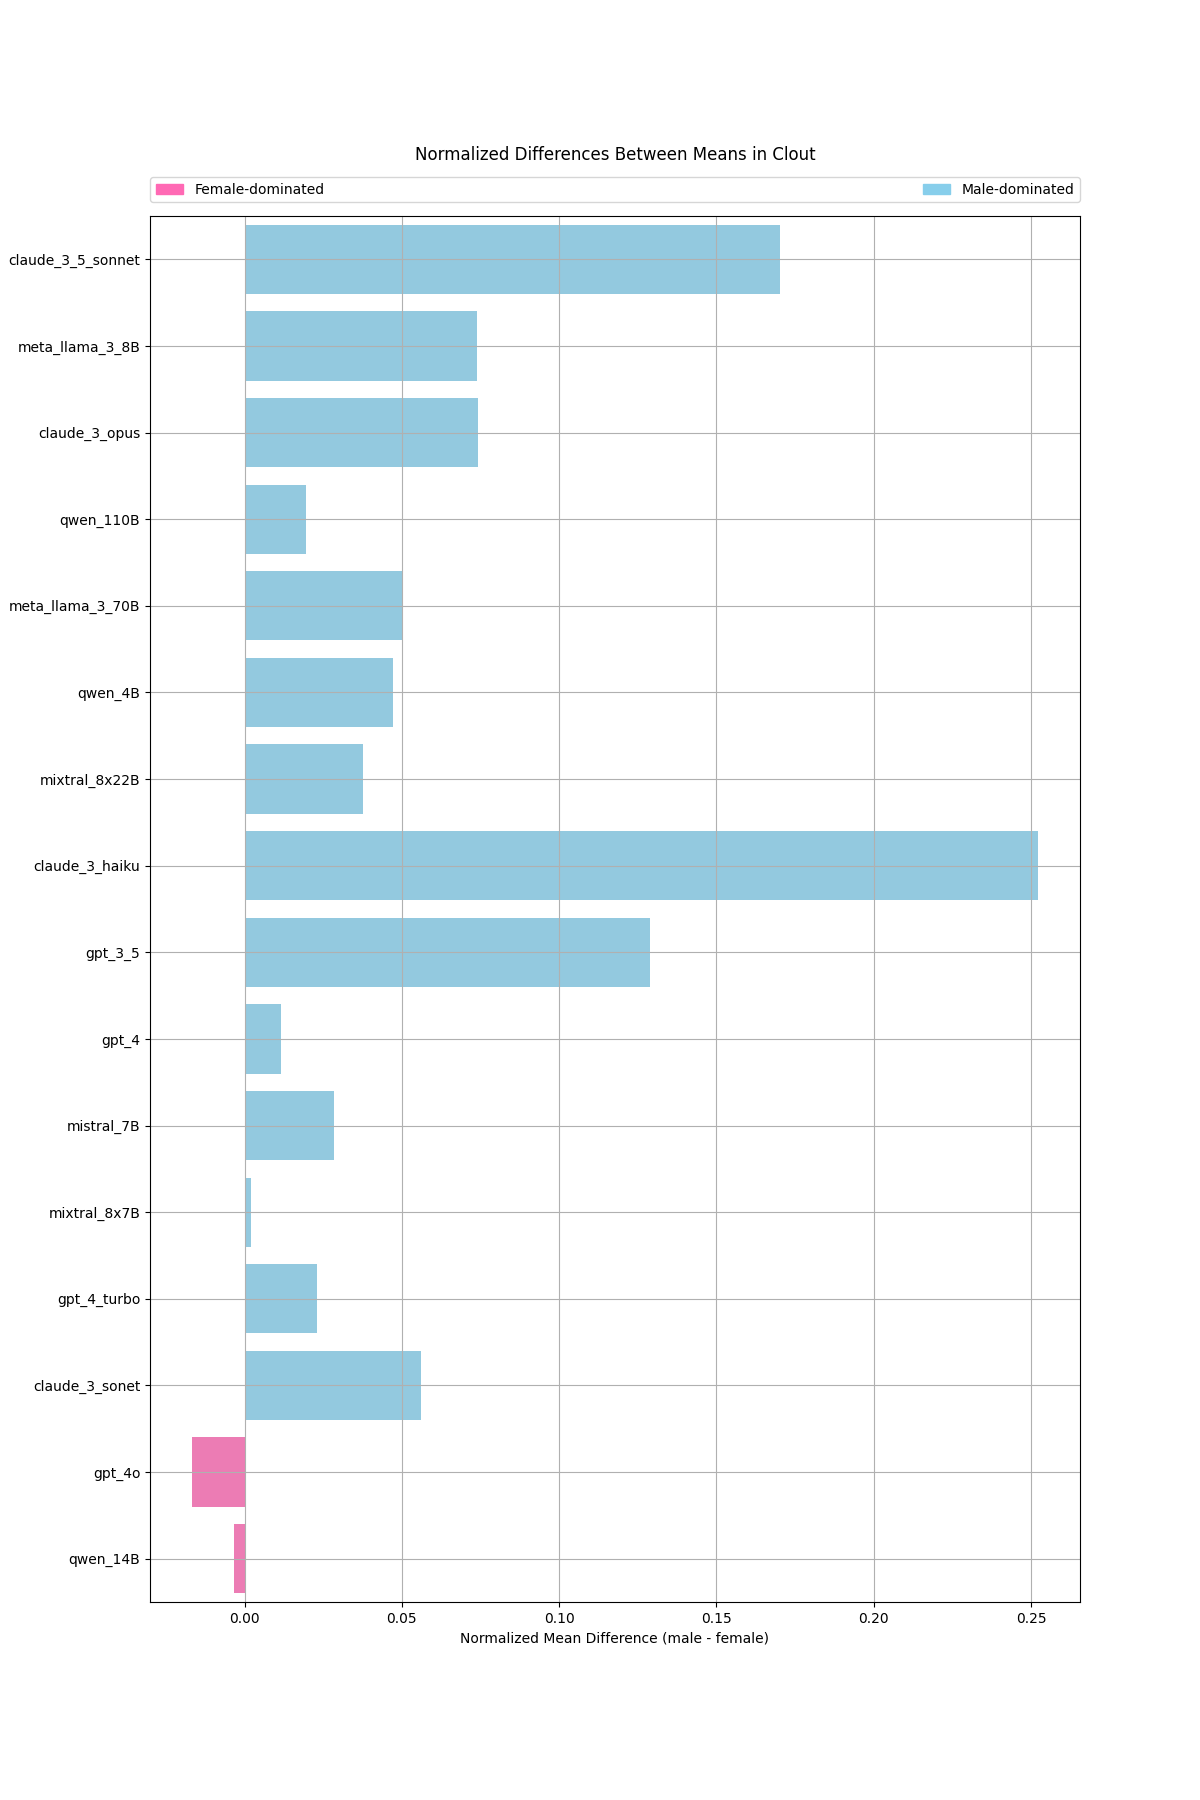 Normalized Differences Between Means in Clout
Female-dominated
Male-dominated
claude_3_5_sonnet
meta_llama_3_8B
claude_3_opus
qwen_110B
meta_llama_3_70B
qwen_4B
mixtral_8x22B
claude_3_haiku
gpt_3_5
gpt_4
mistral_7B
mixtral_8x7B
gpt_4_turbo
claude_3_sonet
gpt_4o
qwen_14B
0.00 0.05 0.10 0.15 0.20 0.25
Normalized Mean Difference (male - female)